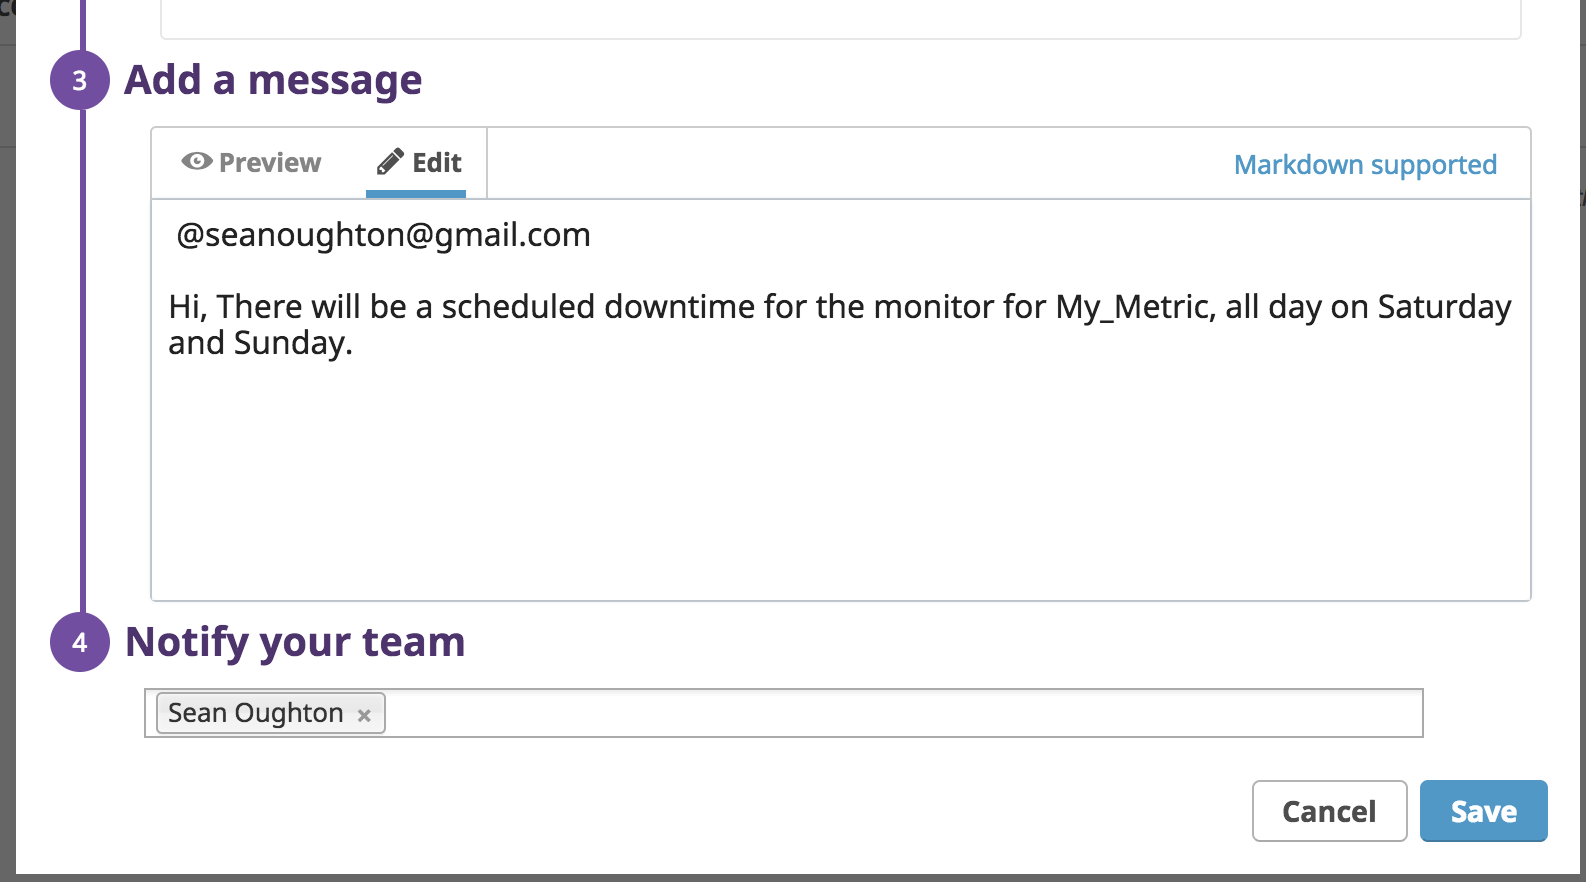 3 Add a message
Preview Edit Markdown supported
@seanoughton@gmail.com
Hi, There will be a scheduled downtime for the monitor for My_Metric, all day on Saturday
and Sunday.
4 Notify your team
Sean Oughton ×
Cancel Save